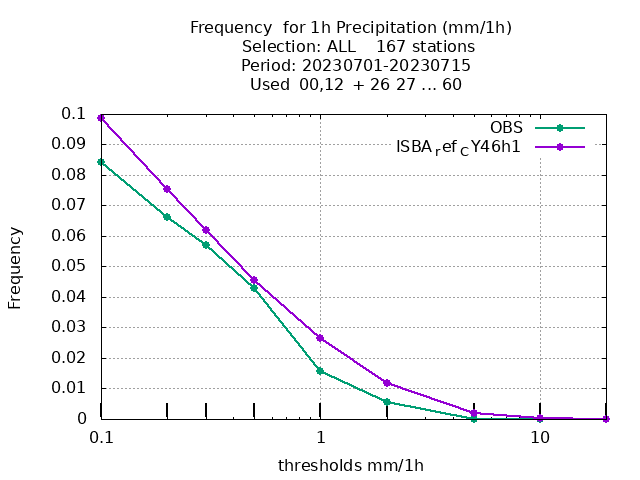 Frequency  for 1h Precipitation (mm/1h)
Selection: ALL    167 stations
Period: 20230701-20230715
Used  00,12  + 26 27 ... 60
0.1
0.09
0.08
0.07
0.06
0.05
0.04
0.03
0.02
0.01
0
Frequency
OBS
ISBA_ref_CY46h1
0.1
1
10
thresholds mm/1h